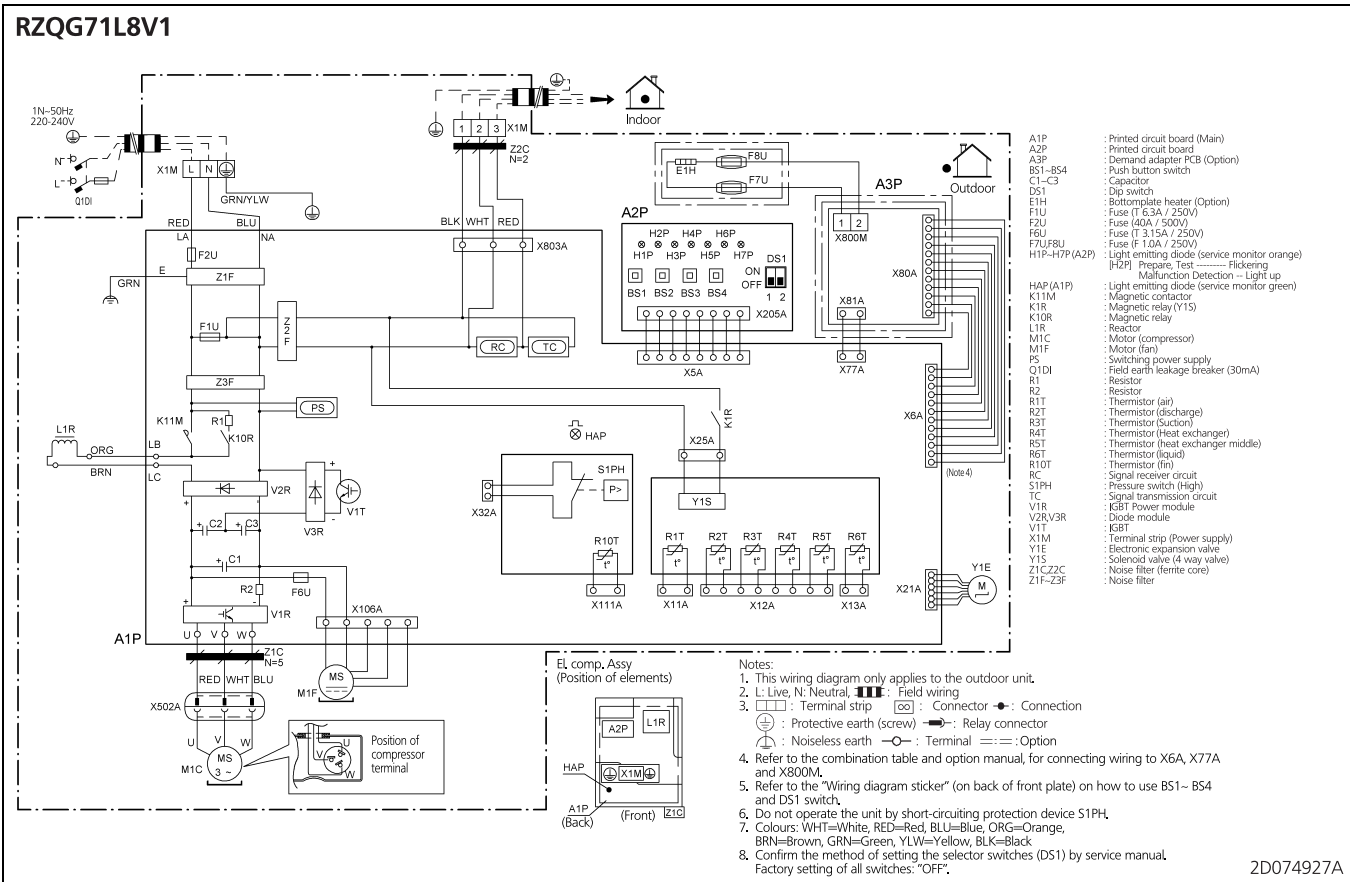 RZQG71L8V1
1N~50Hz
220-240V
N
L
Q1DI
X1M
L N
GRN/YLW
RED
BLU
LA
NA
F2U
E
GRN
Z1F
F1U
Z2F
Z3F
PS
K11M
R1
K10R
L1R
ORG
BRN
LB
LC
V2R
+
-
+
-
V1T
V3R
+ C2
+ C3
+ C1
R2
F6U
+
-
V1R
A1P
U V W
Z1C
N=5
RED WHT BLU
X502A
U V W
MS
3 ~
M1C
X106A
MS
M1F
U
V
W
Position of
compressor
terminal
Indoor
1 2 3
X1M
Z2C
N=2
BLK WHT RED
X803A
RC
TC
HAP
S1PH
P>
X32A
R10T
t°
X111A
K1R
X25A
Y1S
R1T R2T R3T R4T R5T R6T
t° t° t° t° t° t°
X11A
X12A
X13A
E1H
F8U
F7U
A2P
H2P H4P H6P
H1P H3P H5P H7P
DS1
ON
OFF
1 2
BS1 BS2 BS3 BS4
X205A
X5A
A3P
1 2
X800M
X80A
X81A
X77A
X6A
(Note 4)
X21A
Y1E
M
Outdoor
A1P : Printed circuit board (Main)
A2P : Printed circuit board
A3P : Demand adapter PCB (Option)
BS1~BS4 : Push button switch
C1~C3 : Capacitor
DS1 : Dip switch
E1H : Bottomplate heater (Option)
F1U : Fuse (T 6.3A / 250V)
F2U : Fuse (40A / 500V)
F6U : Fuse (T 3.15A / 250V)
F7U,F8U : Fuse (F 1.0A / 250V)
H1P~H7P (A2P) : Light emitting diode (service monitor orange)
[H2P] Prepare, Test --------- Flickering
Malfunction Detection -- Light up
HAP (A1P) : Light emitting diode (service monitor green)
K11M : Magnetic contactor
K1R : Magnetic relay (Y1S)
K10R : Magnetic relay
L1R : Reactor
M1C : Motor (compressor)
M1F : Motor (fan)
PS : Switching power supply
Q1DI : Field earth leakage breaker (30mA)
R1 : Resistor
R2 : Resistor
R1T : Thermistor (air)
R2T : Thermistor (discharge)
R3T : Thermistor (Suction)
R4T : Thermistor (Heat exchanger)
R5T : Thermistor (heat exchanger middle)
R6T : Thermistor (liquid)
R10T : Thermistor (fin)
RC : Signal receiver circuit
S1PH : Pressure switch (High)
TC : Signal transmission circuit
V1R : IGBT Power module
V2R,V3R : Diode module
V1T : IGBT
X1M : Terminal strip (Power supply)
Y1E : Electronic expansion valve
Y1S : Solenoid valve (4 way valve)
Z1C,Z2C : Noise filter (ferrite core)
Z1F~Z3F : Noise filter
El. comp. Assy
(Position of elements)
A2P
L1R
HAP
X1M
A1P
(Back)
(Front)
Z1C
Notes:
1. This wiring diagram only applies to the outdoor unit.
2. L: Live, N: Neutral, : Field wiring
3. : Terminal strip : Connector : Connection
: Protective earth (screw) : Relay connector
: Noiseless earth : Terminal : Option
4. Refer to the combination table and option manual, for connecting wiring to X6A, X77A
and X800M.
5. Refer to the "Wiring diagram sticker" (on back of front plate) on how to use BS1~ BS4
and DS1 switch.
6. Do not operate the unit by short-circuiting protection device S1PH.
7. Colours: WHT=White, RED=Red, BLU=Blue, ORG=Orange,
BRN=Brown, GRN=Green, YLW=Yellow, BLK=Black
8. Confirm the method of setting the selector switches (DS1) by service manual.
Factory setting of all switches: "OFF".
2D074927A